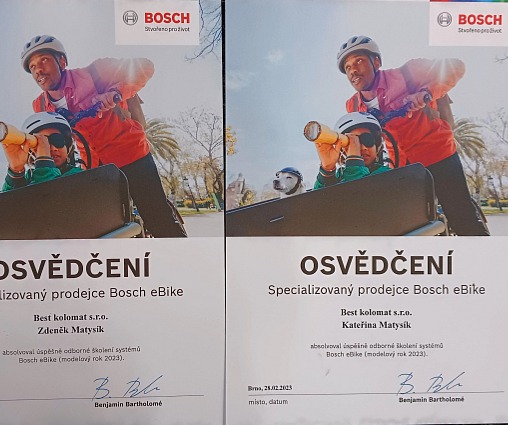 BOSCH
Stvořeno pro život
OSVĚDČENÍ
lizovaný prodejce Bosch eBike
Best kolomat s.r.o.
Zdeněk Matysík
absolvoval úspěšně odborné školení systémů
Bosch eBike (modelový rok 2023).
Benjamin Bartholomé
BOSCH
Stvořeno pro život
OSVĚDČENÍ
Specializovaný prodejce Bosch eBike
Best kolomat s.r.o.
Kateřina Matysík
absolvoval úspěšně odborné školení systémů
Bosch eBike (modelový rok 2023).
Brno, 28.02.2023
místo, datum
Benjamin Bartholomé